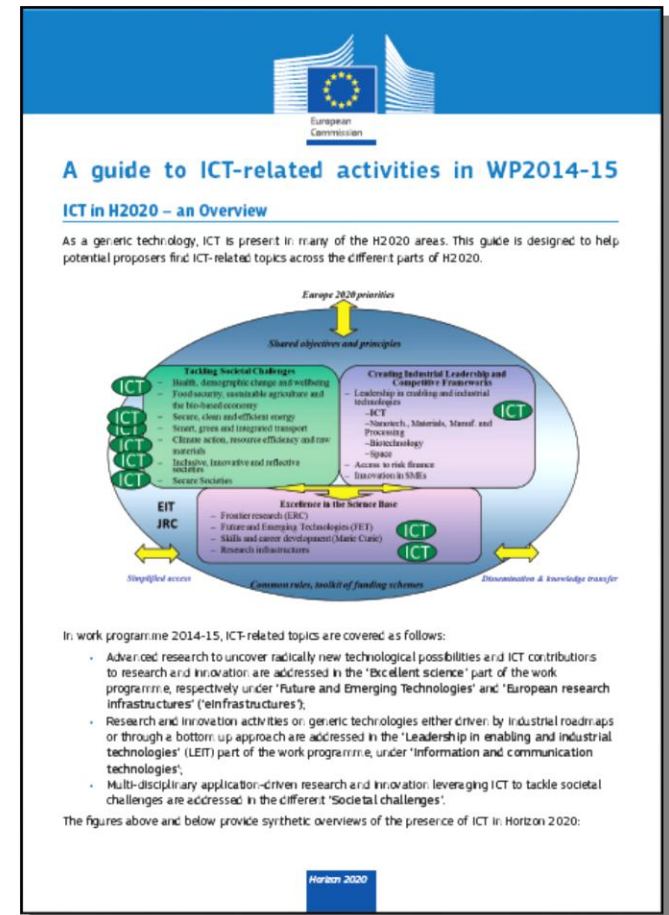 European
Commission
A guide to ICT-related activities in WP2014-15
ICT in H2020 – an Overview
As a generic technology, ICT is present in many of the H2020 areas. This guide is designed to help
potential proposers find ICT-related topics across the different parts of H2020.
Europe 2020 priorities
Shared objectives and principles
Tackling Societal Challenges
– Health, demographic change and wellbeing
– Food security, sustainable agriculture and
the bio-based economy
– Secure, clean and efficient energy
– Smart, green and integrated transport
– Climate action, resource efficiency and raw
materials
– Inclusive, innovative and reflective
societies
– Secure Societies
ICT
ICT
ICT
ICT
ICT
ICT
Creating Industrial Leadership and
Competitive Frameworks
– Leadership in enabling and industrial
technologies
–ICT
–Nanotech., Materials, Manuf. and
Processing
–Biotechnology
–Space
– Access to risk finance
– Innovation in SMEs
ICT
EIT
JRC
Excellence in the Science Base
– Frontier research (ERC)
– Future and Emerging Technologies (FET)
– Skills and career development (Marie Curie)
– Research infrastructures
ICT
ICT
Simplified access
Common rules, toolkit of funding schemes
Dissemination & knowledge transfer
In work programme 2014-15, ICT-related topics are covered as follows:
• Advanced research to uncover radically new technological possibilities and ICT contributions
to research and innovation are addressed in the 'Excellent science' part of the work
programme, respectively under 'Future and Emerging Technologies' and 'European research
infrastructures' ('eInfrastructures');
• Research and innovation activities on generic technologies either driven by industrial roadmaps
or through a bottom up approach are addressed in the 'Leadership in enabling and industrial
technologies' (LEIT) part of the work programme, under 'Information and communication
technologies';
• Multi-disciplinary application-driven research and innovation leveraging ICT to tackle societal
challenges are addressed in the different 'Societal challenges'.
The figures above and below provide synthetic overviews of the presence of ICT in Horizon 2020:
Horizon 2020